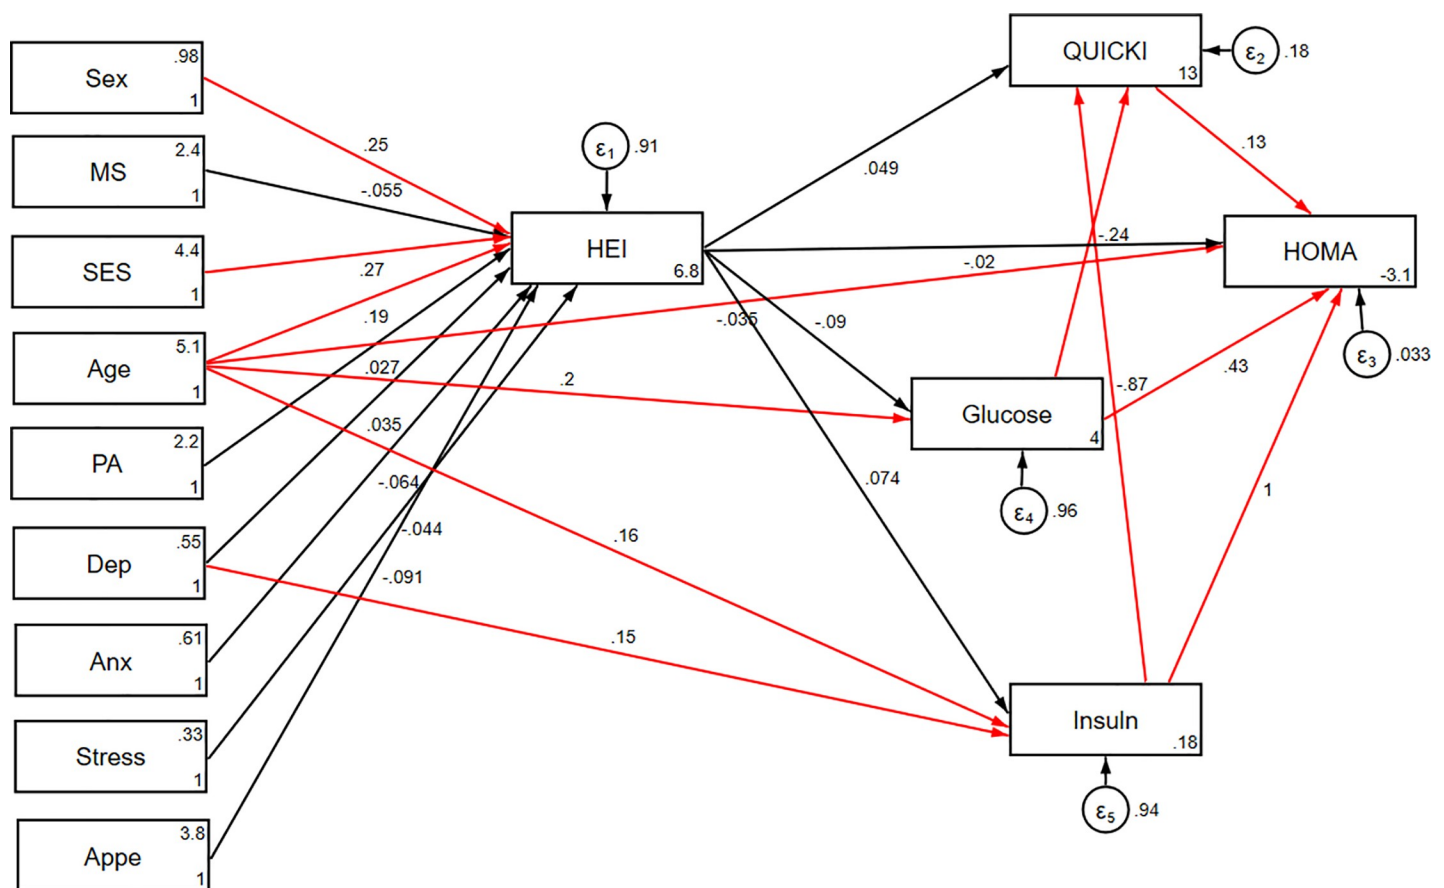 .98
Sex
1
2.4
MS
1
4.4
SES
1
5.1
Age
1
2.2
PA
1
.55
Dep
1
.61
Anx
1
.33
Stress
1
3.8
Appe
1
.25
-.055
.27
.19
.027
.035
-.064
-.044
-.091
ε1
.91
HEI
6.8
.049
-.24
-.02
-.035
-.09
.2
.074
.16
.15
QUICKI
13
ε2
.18
.13
HOMA
-3.1
ε3
.033
.43
-.87
1
Glucose
4
ε4
.96
Insuln
.18
ε5
.94